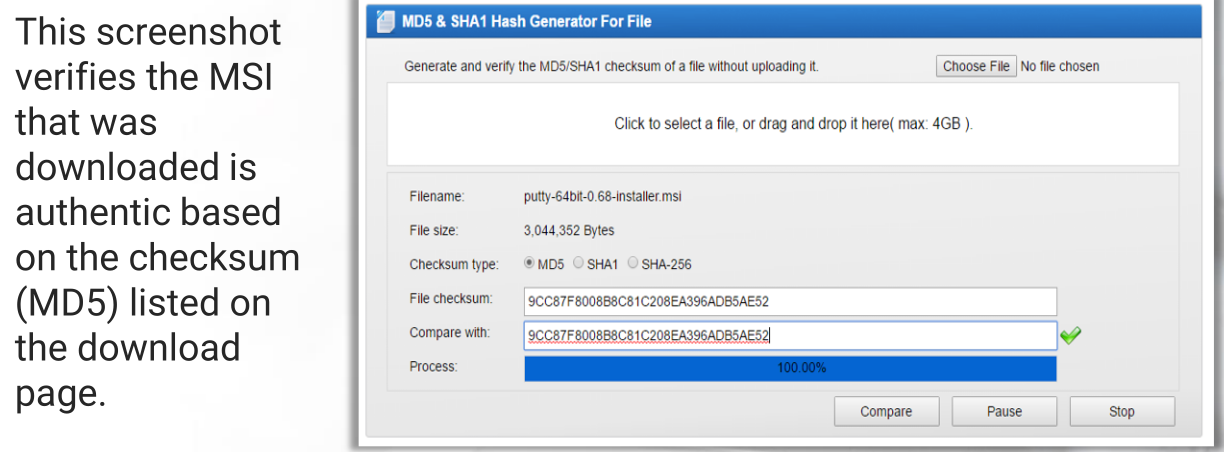 This screenshot
verifies the MSI
that was
downloaded is
authentic based
on the checksum
(MD5) listed on
the download
page.
MD5 & SHA1 Hash Generator For File
Generate and verify the MD5/SHA1 checksum of a file without uploading it. Choose File No file chosen
Click to select a file, or drag and drop it here( max: 4GB ).
Filename: putty-64bit-0.68-installer.msi
File size: 3,044,352 Bytes
Checksum type: MD5 SHA1 SHA-256
File checksum: 9CC87F8008B8C81C208EA396ADB5AE52
Compare with: 9CC87F8008B8C81C208EA396ADB5AE52
Process: 100.00%
Compare Pause Stop